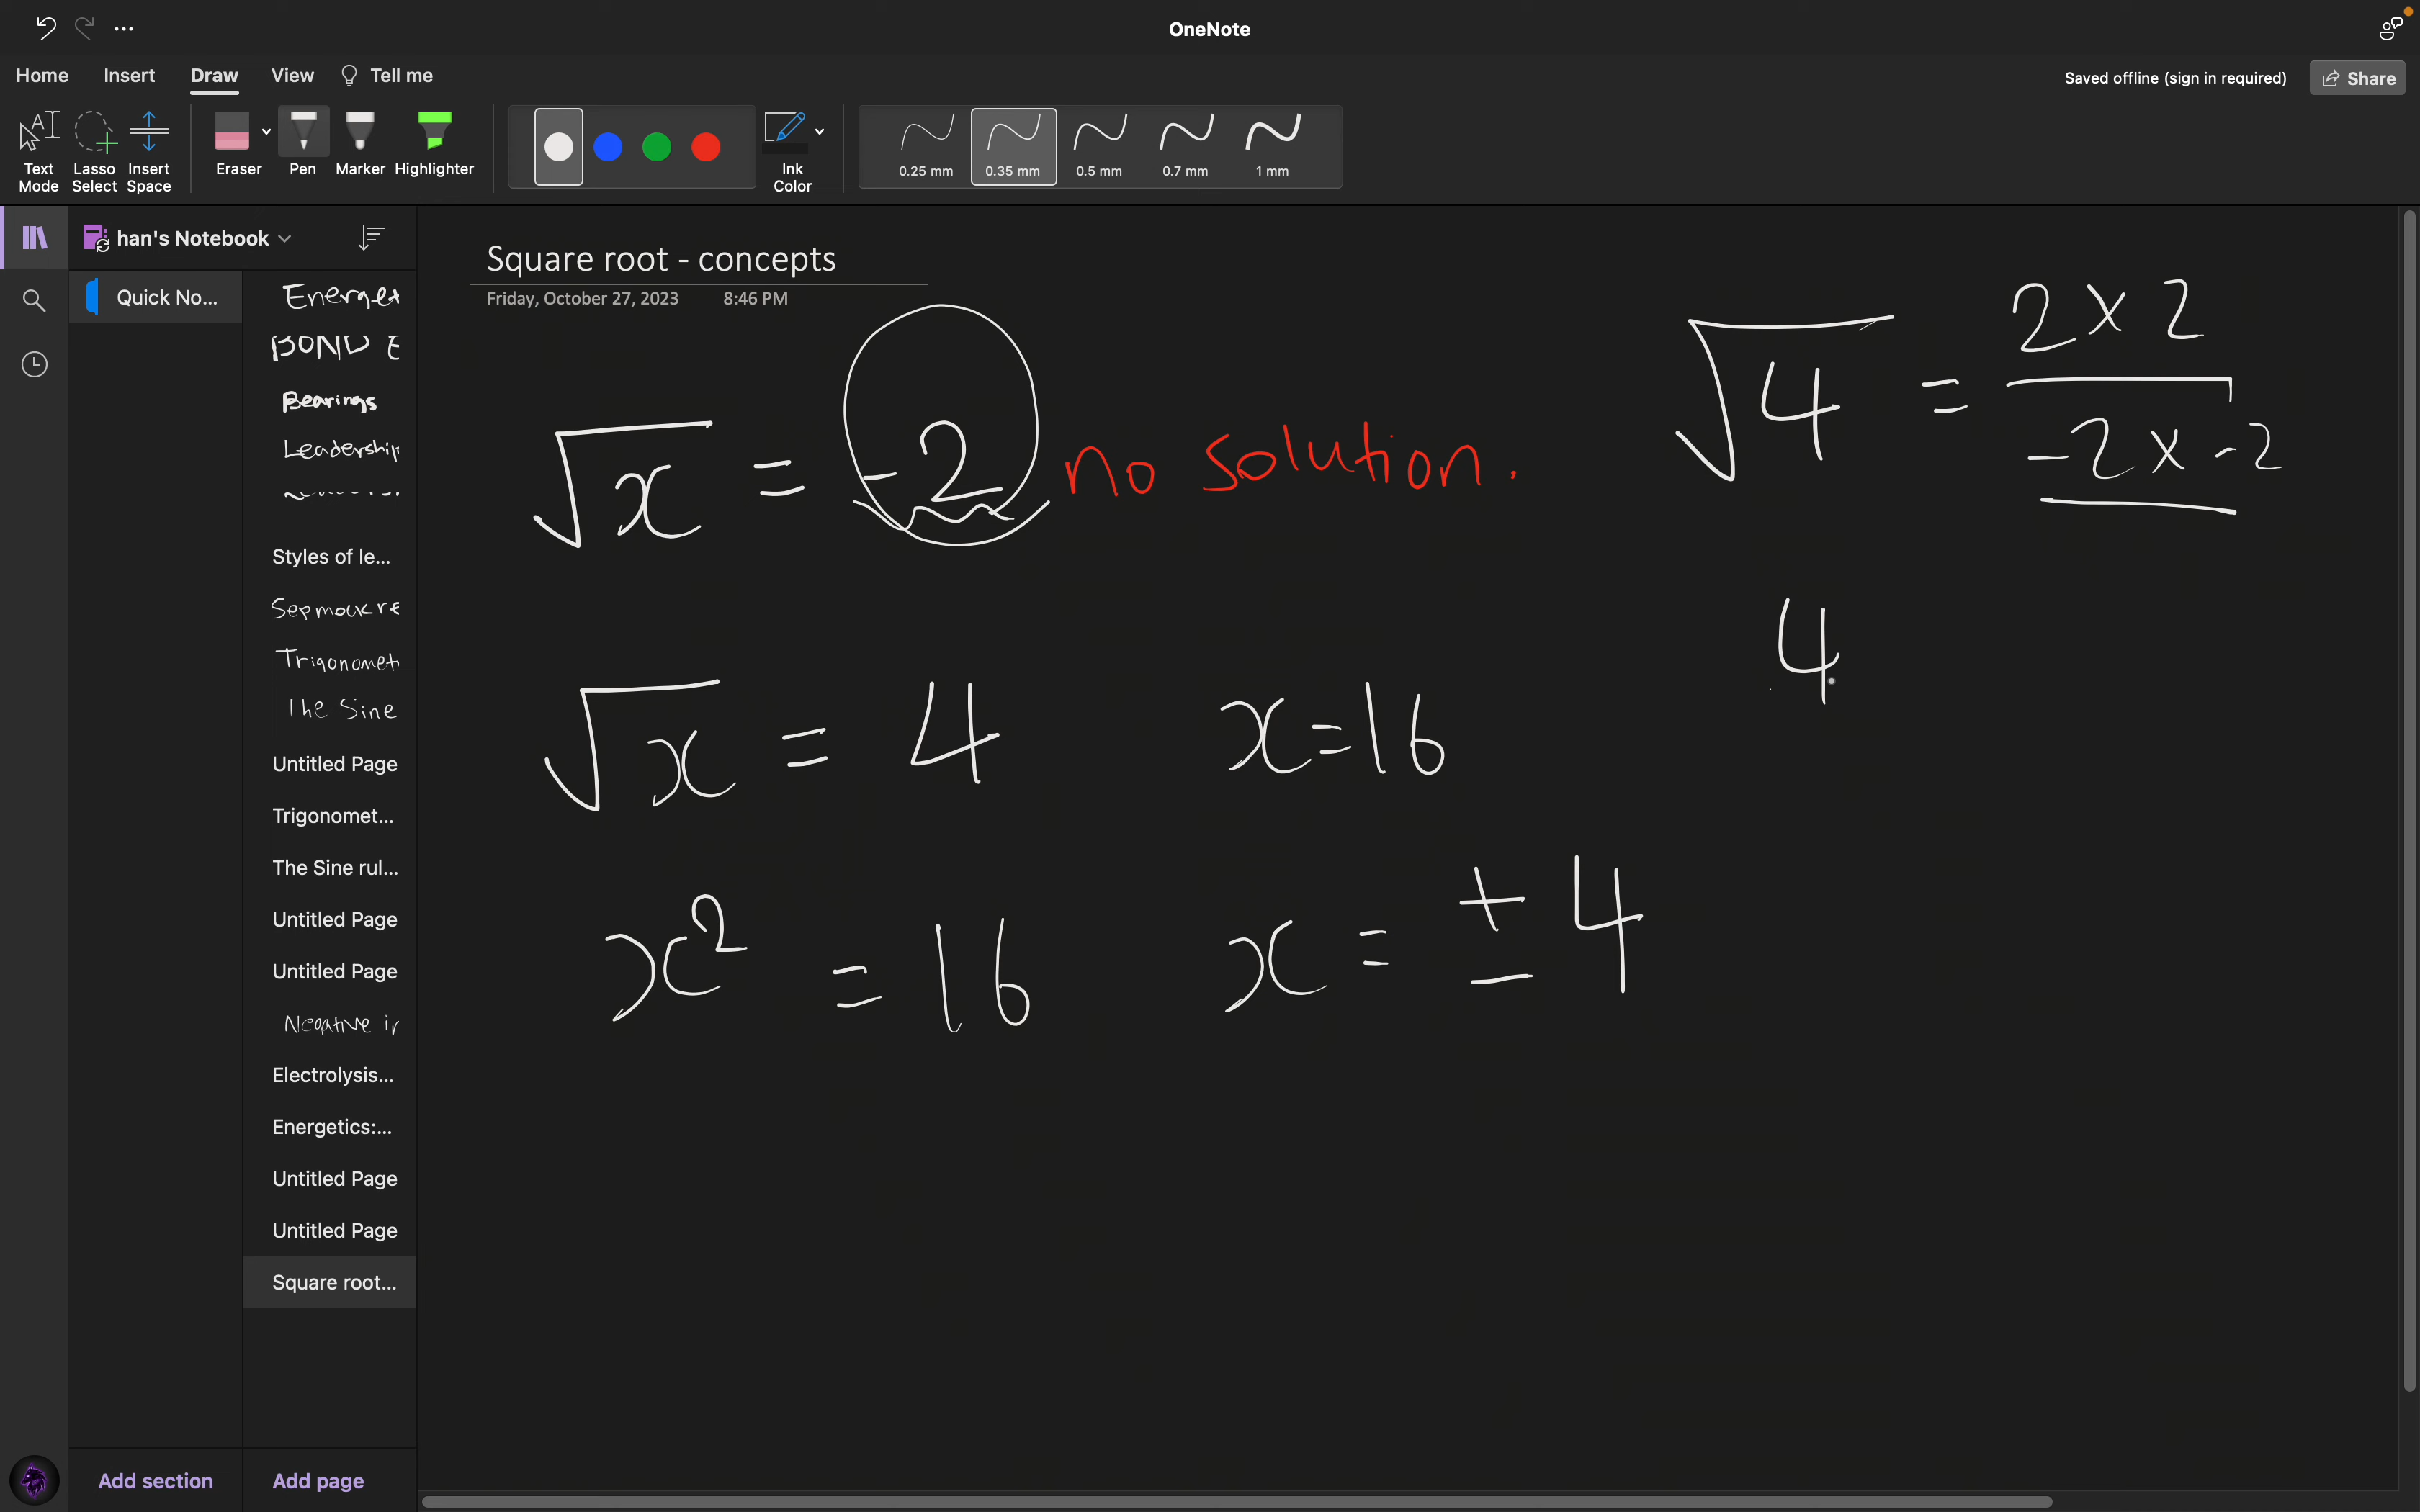 OneNote
Home Insert Draw View Tell me
Saved offline (sign in required) Share
Text Mode
Lasso Select
Insert Space
Eraser
Pen
Marker
Highlighter
Ink Color
0.25 mm
0.35 mm
0.5 mm
0.7 mm
1 mm
han's Notebook
Quick No...
Energet
BOND E
Bearings
Leadership
Styles of le...
Trigonomet
The Sine
Untitled Page
Trigonomet...
The Sine rul...
Untitled Page
Untitled Page
Negative in
Electrolysis...
Energetics:...
Untitled Page
Untitled Page
Square root...
Add section
Add page
Square root - concepts
Friday, October 27, 2023 8:46 PM
√x = -2 no solution.
√4 = 2 x 2
-2 x -2
4
√x = 4 x=16
x² = 16 x = ± 4